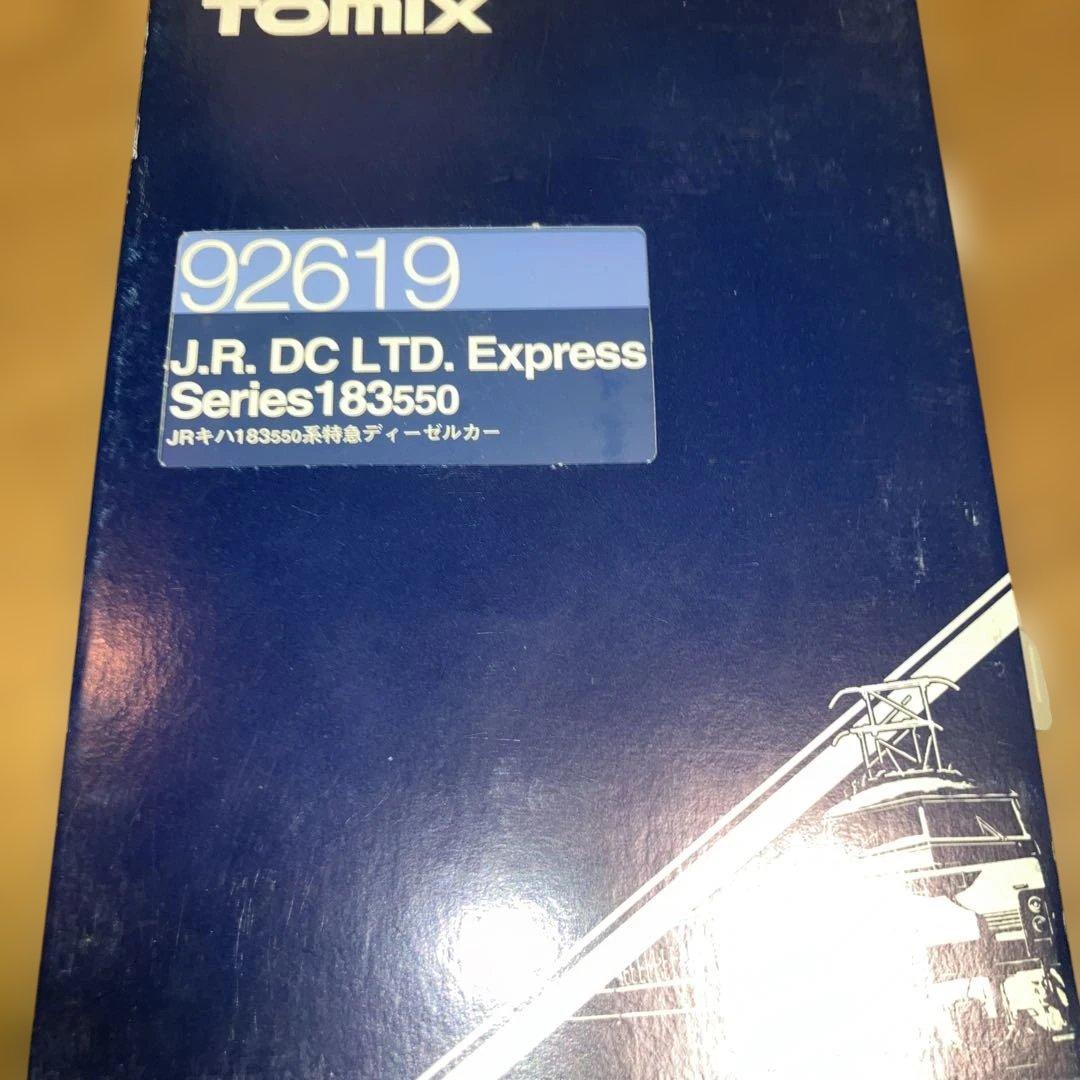 TOMIX
92619
J.R. DC LTD. Express
Series183550
JRキハ183550系特急ディーゼルカー